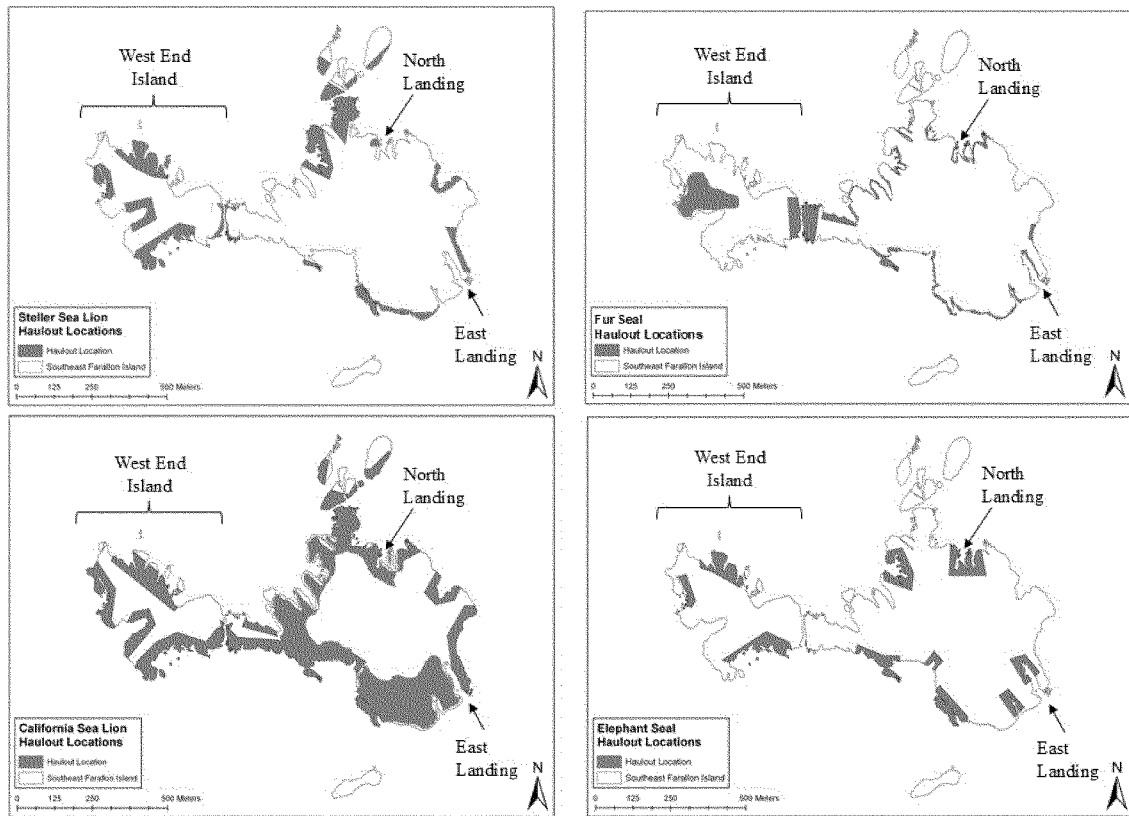 West End
Island
North
Landing
Steller Sea Lion
Haulout Locations
Haulout Location
Southeast Farallon Island
0 125 250 500 Meters
East
Landing
N
West End
Island
North
Landing
Fur Seal
Haulout Locations
Haulout Location
Southeast Farallon Island
0 125 250 500 Meters
East
Landing
N
West End
Island
North
Landing
California Sea Lion
Haulout Locations
Haulout Location
Southeast Farallon Island
0 125 250 500 Meters
East
Landing
N
West End
Island
North
Landing
Elephant Seal
Haulout Locations
Haulout Location
Southeast Farallon Island
0 125 250 500 Meters
East
Landing
N